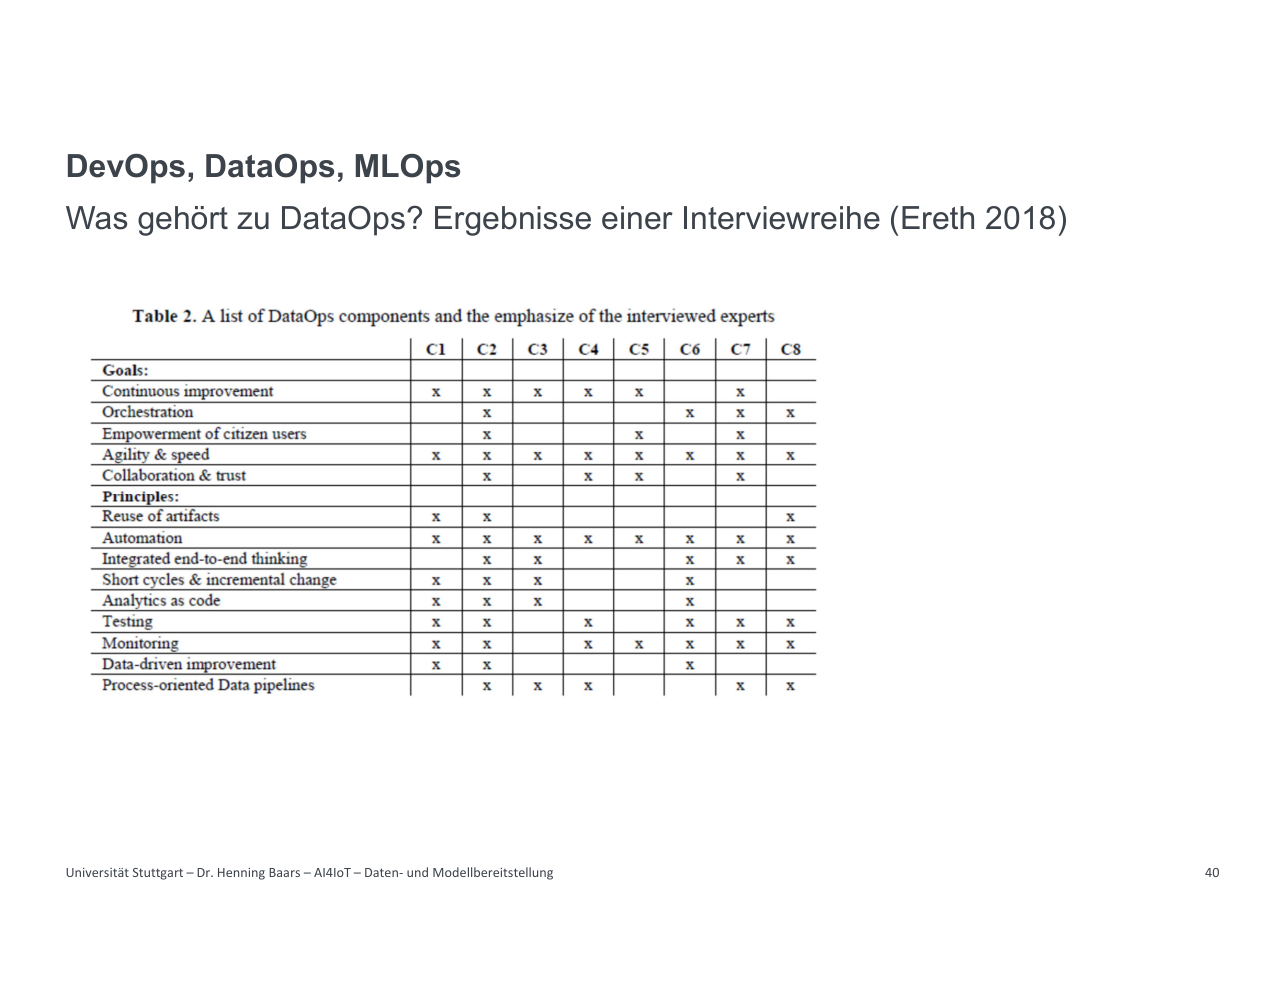 DevOps, DataOps, MLOps
Was gehört zu DataOps? Ergebnisse einer Interviewreihe (Ereth 2018)
Table 2. A list of DataOps components and the emphasize of the interviewed experts
C1 C2 C3 C4 C5 C6 C7 C8
Goals:
Continuous improvement x x x x x x
Orchestration x x x x
Empowerment of citizen users x x x
Agility & speed x x x x x x x x
Collaboration & trust x x x x
Principles:
Reuse of artifacts x x x
Automation x x x x x x x x
Integrated end-to-end thinking x x x x x
Short cycles & incremental change x x x x
Analytics as code x x x x
Testing x x x x x x
Monitoring x x x x x x x
Data-driven improvement x x x
Process-oriented Data pipelines x x x x x
Universität Stuttgart – Dr. Henning Baars – AI4IoT – Daten- und Modellbereitstellung 40